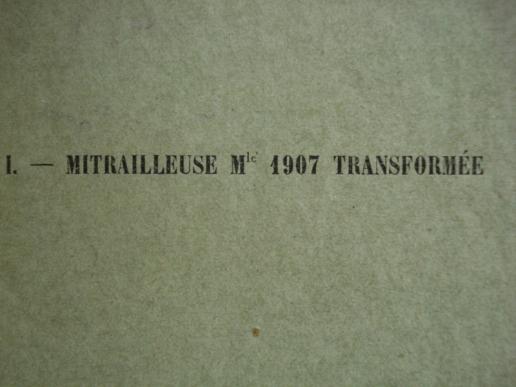 I. — MITRAILLEUSE Mle 1907 TRANSFORMÉE